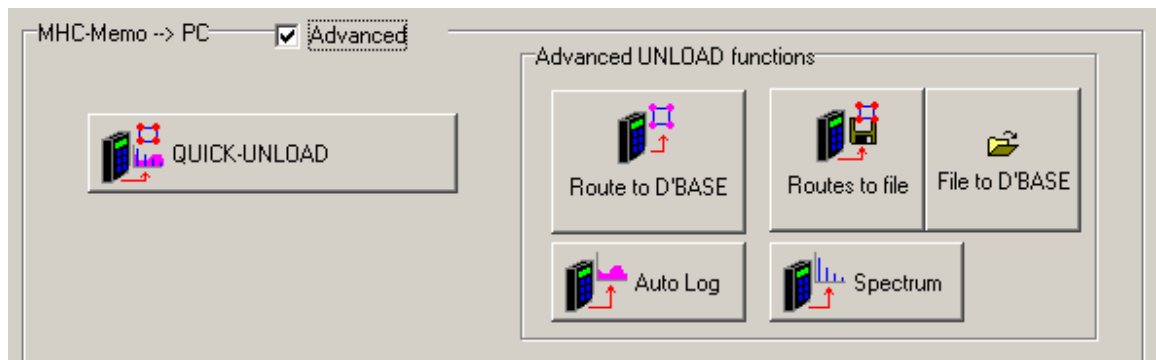 MHC-Memo --> PC
Advanced
Advanced UNLOAD functions
QUICK-UNLOAD
Route to D'BASE
Routes to file
File to D'BASE
Auto Log
Spectrum